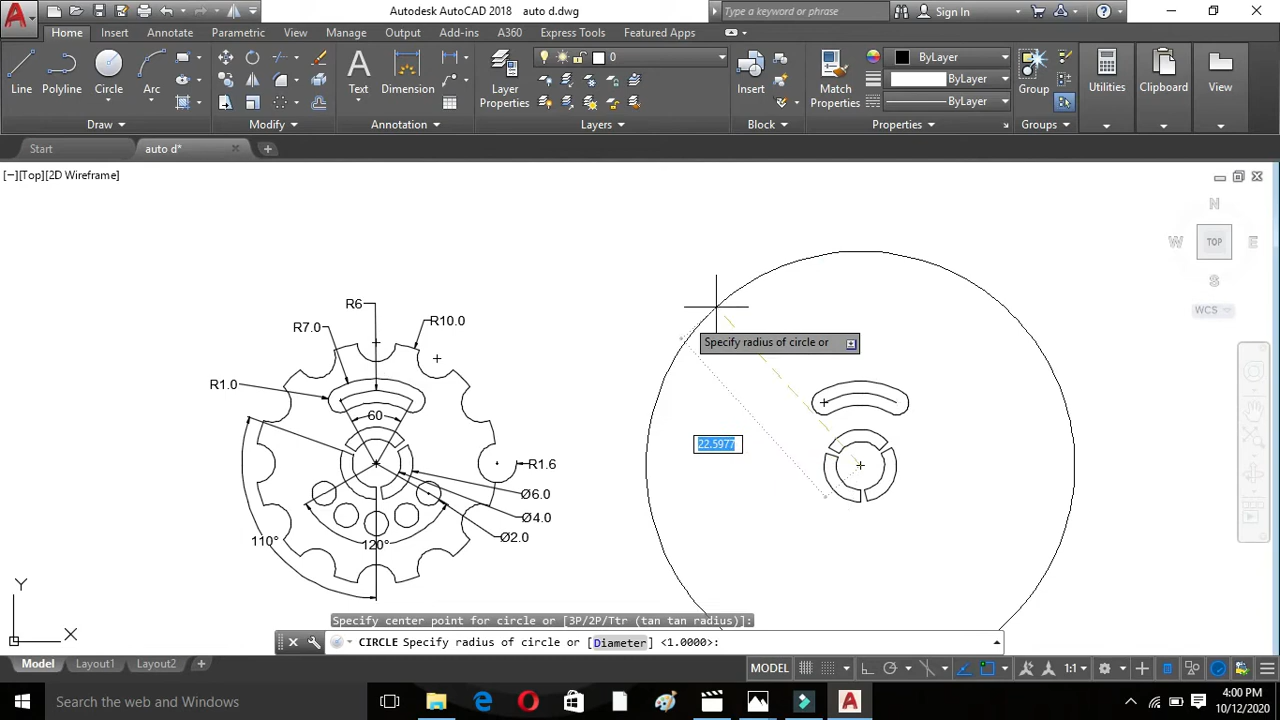 Autodesk AutoCAD 2018 auto d.dwg
Type a keyword or phrase
Sign In
Home Insert Annotate Parametric View Manage Output Add-ins A360 Express Tools Featured Apps
Line Polyline Circle Arc
Text Dimension
Layer Properties
0
Insert
Match Properties
ByLayer
ByLayer
ByLayer
Group
Utilities
Clipboard
View
Draw Modify Annotation Layers Block Properties Groups
Start auto d*
[−][Top][2D Wireframe]
N
W TOP E
S
WCS
R6
R7.0
R10.0
R1.0
60
R1.6
Ø6.0
Ø4.0
Ø2.0
110°
120°
Specify radius of circle or
22.5977
Y
X
Specify center point for circle or [3P/2P/Ttr (tan tan radius)]:
CIRCLE Specify radius of circle or [Diameter] <1.0000>:
Model Layout1 Layout2
MODEL
1:1
Search the web and Windows
4:00 PM
10/12/2020